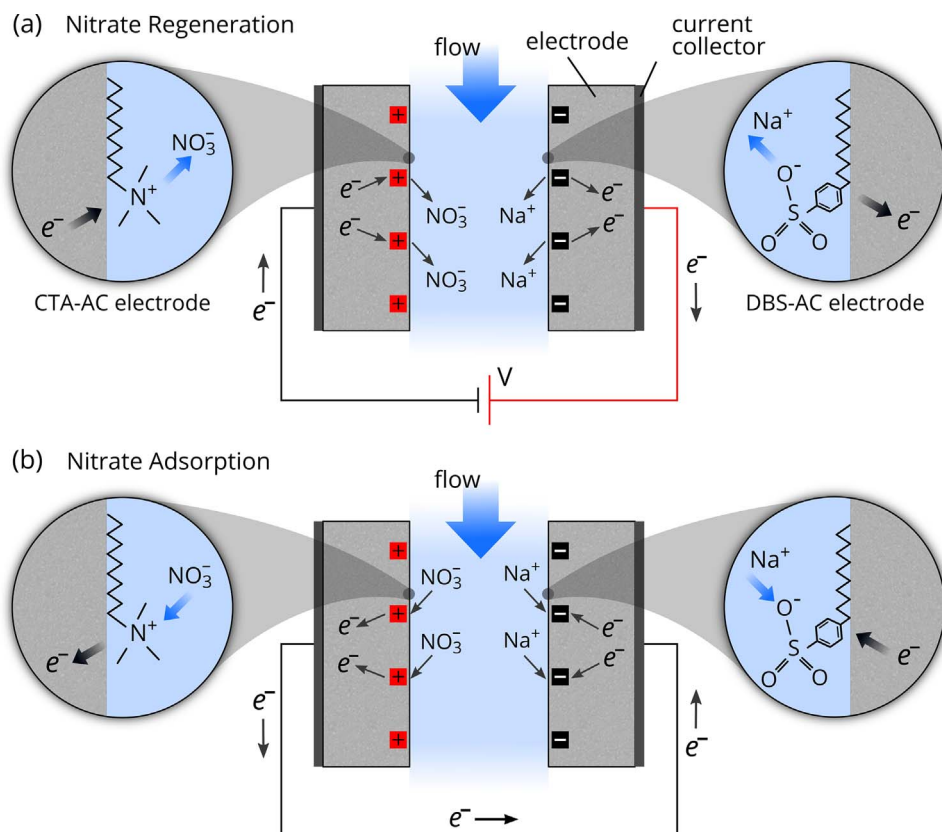 (a) Nitrate Regeneration
flow
electrode
current
collector
NO₃⁻
N⁺
e⁻
CTA-AC electrode
+
e⁻
NO₃⁻
+
e⁻
NO₃⁻
+
+
e⁻
−
Na⁺
−
e⁻
Na⁺
−
e⁻
−
e⁻
Na⁺
O⁻
S
O
O
e⁻
DBS-AC electrode
V
(b) Nitrate Adsorption
flow
NO₃⁻
N⁺
e⁻
+
NO₃⁻
+
e⁻
NO₃⁻
+
e⁻
+
e⁻
−
Na⁺
−
e⁻
Na⁺
−
e⁻
−
e⁻
Na⁺
O⁻
S
O
O
e⁻
e⁻